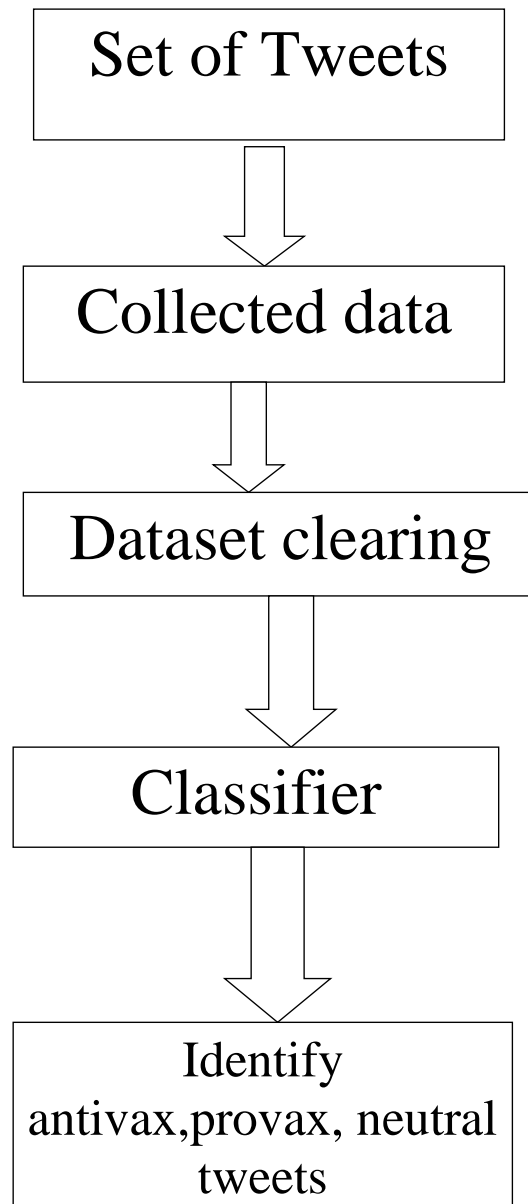 Set of Tweets
Collected data
Dataset clearing
Classifier
Identify
antivax,provax, neutral
tweets